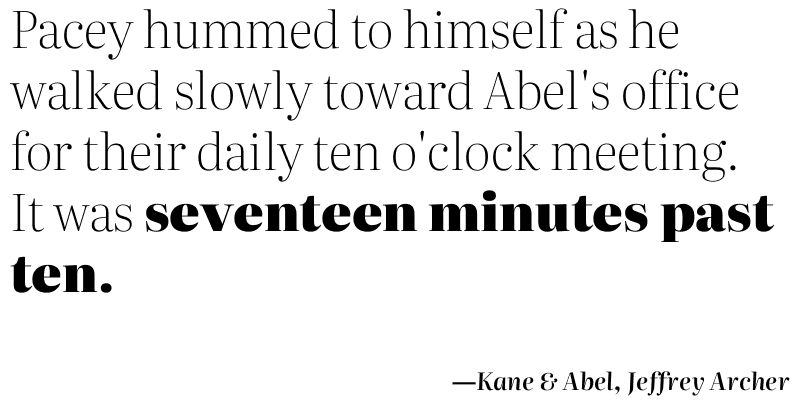 Pacey hummed to himself as he
walked slowly toward Abel's office
for their daily ten o'clock meeting.
It was seventeen minutes past
ten.
—Kane & Abel, Jeffrey Archer